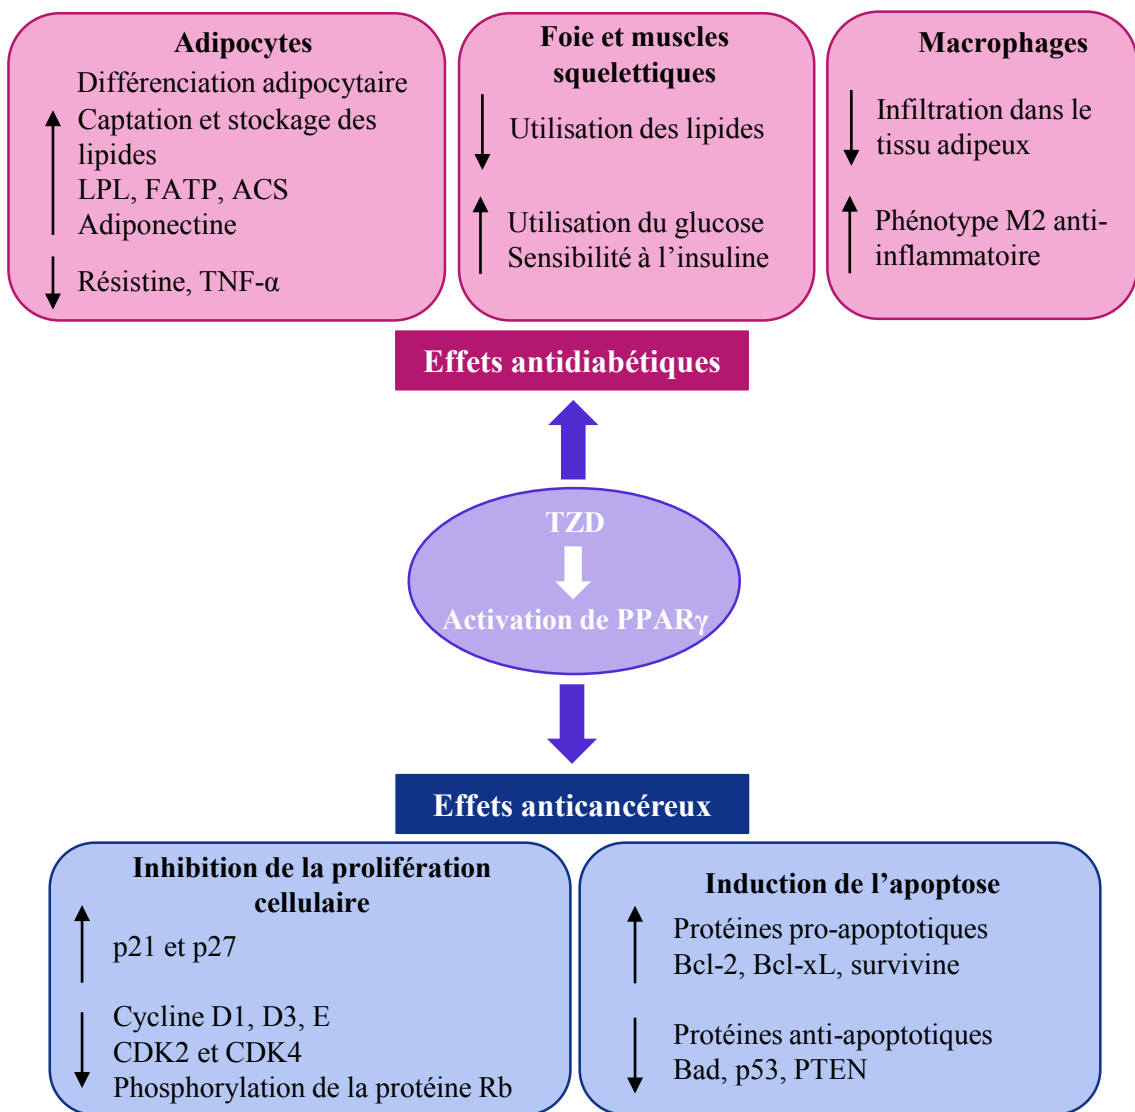 Adipocytes
Différenciation adipocytaire
Captation et stockage des
lipides
LPL, FATP, ACS
Adiponectine
Résistine, TNF-α
Foie et muscles
squelettiques
Utilisation des lipides
Utilisation du glucose
Sensibilité à l’insuline
Macrophages
Infiltration dans le
tissu adipeux
Phénotype M2 anti-
inflammatoire
Effets antidiabétiques
TZD
Activation de PPARγ
Effets anticancéreux
Inhibition de la prolifération
cellulaire
p21 et p27
Cycline D1, D3, E
CDK2 et CDK4
Phosphorylation de la protéine Rb
Induction de l’apoptose
Protéines pro-apoptotiques
Bcl-2, Bcl-xL, survivine
Protéines anti-apoptotiques
Bad, p53, PTEN